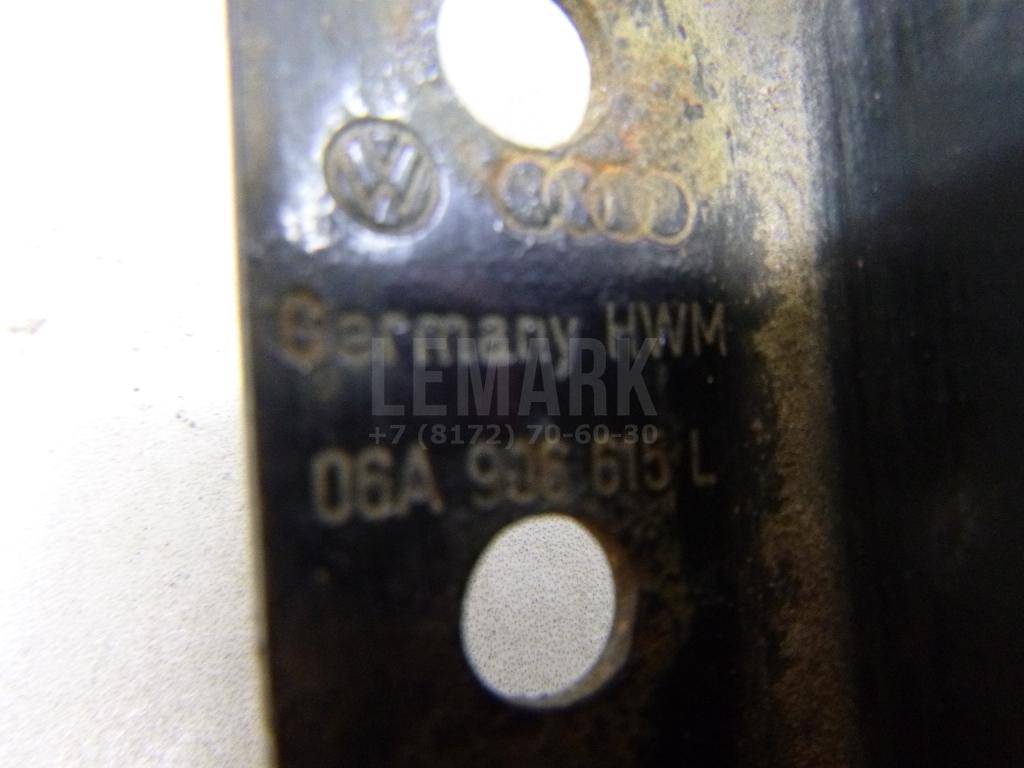 Germany HWM
LEMARK
+7 (8172) 70-60-30
06A 906 615 L